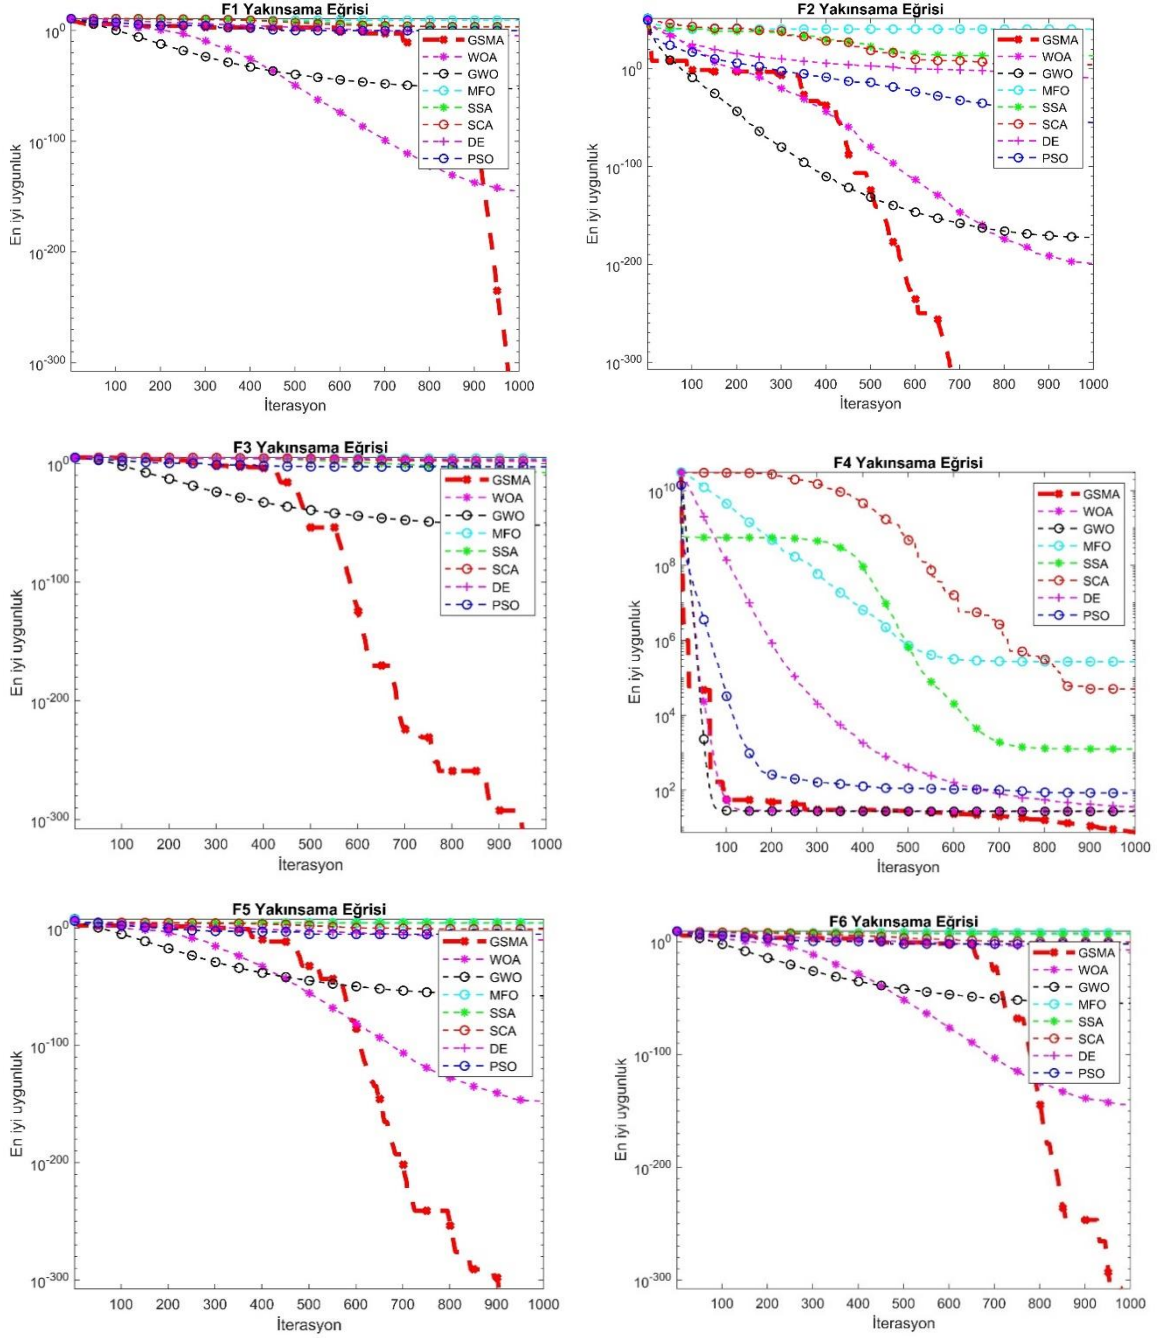 F1 Yakınsama Eğrisi
En iyi uygunluk
10^0
10^-100
10^-200
10^-300
100 200 300 400 500 600 700 800 900 1000
İterasyon
GSMA
WOA
GWO
MFO
SSA
SCA
DE
PSO
F2 Yakınsama Eğrisi
En iyi uygunluk
10^0
10^-100
10^-200
10^-300
100 200 300 400 500 600 700 800 900 1000
İterasyon
GSMA
WOA
GWO
MFO
SSA
SCA
DE
PSO
F3 Yakınsama Eğrisi
En iyi uygunluk
10^0
10^-100
10^-200
10^-300
100 200 300 400 500 600 700 800 900 1000
İterasyon
GSMA
WOA
GWO
MFO
SSA
SCA
DE
PSO
F4 Yakınsama Eğrisi
En iyi uygunluk
10^10
10^8
10^6
10^4
10^2
100 200 300 400 500 600 700 800 900 1000
İterasyon
GSMA
WOA
GWO
MFO
SSA
SCA
DE
PSO
F5 Yakınsama Eğrisi
En iyi uygunluk
10^0
10^-100
10^-200
10^-300
100 200 300 400 500 600 700 800 900 1000
İterasyon
GSMA
WOA
GWO
MFO
SSA
SCA
DE
PSO
F6 Yakınsama Eğrisi
En iyi uygunluk
10^0
10^-100
10^-200
10^-300
100 200 300 400 500 600 700 800 900 1000
İterasyon
GSMA
WOA
GWO
MFO
SSA
SCA
DE
PSO